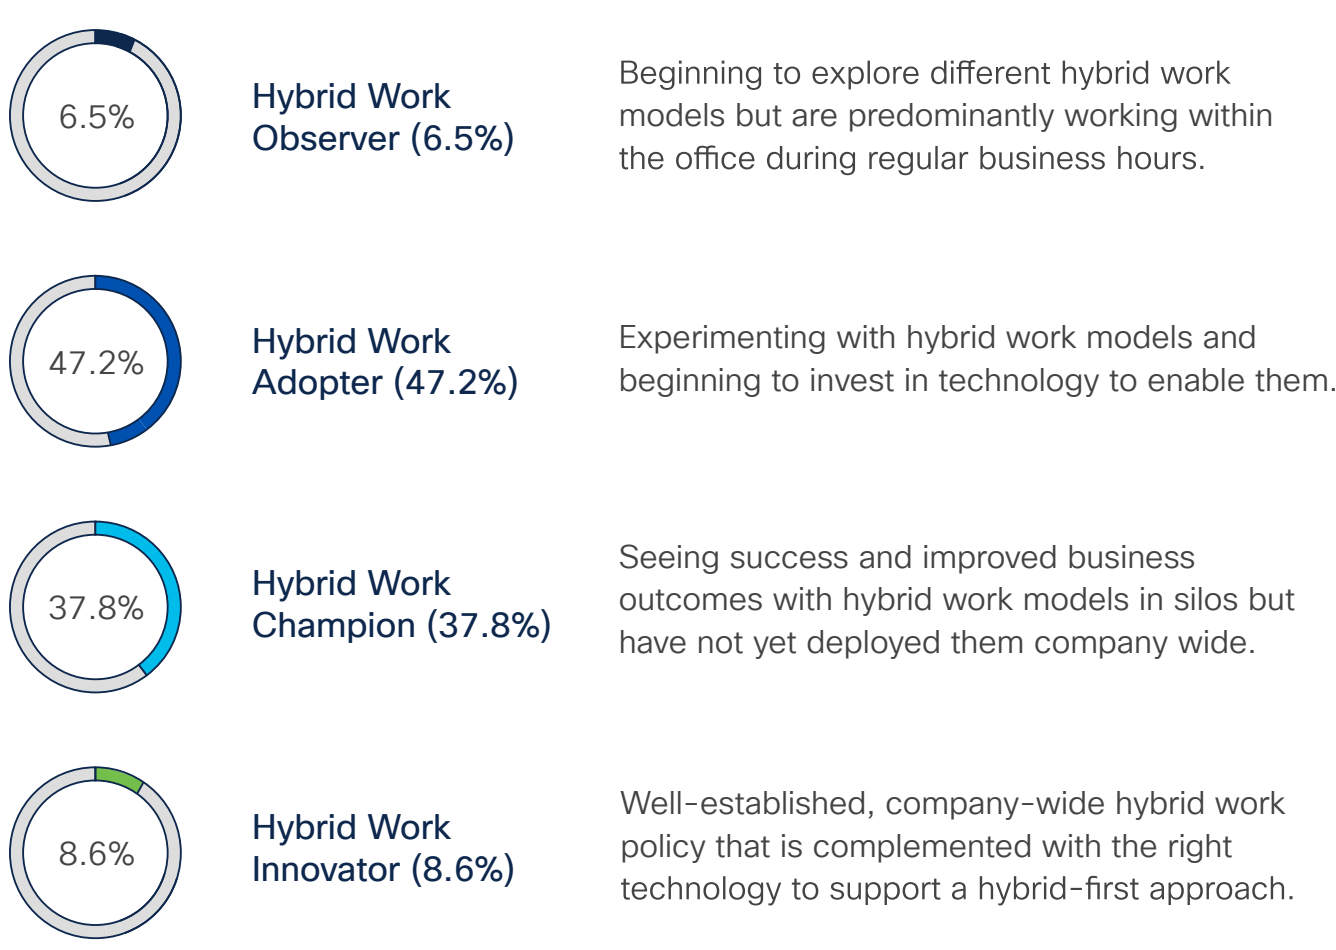 6.5%
Hybrid Work
Observer (6.5%)
Beginning to explore different hybrid work
models but are predominantly working within
the office during regular business hours.
47.2%
Hybrid Work
Adopter (47.2%)
Experimenting with hybrid work models and
beginning to invest in technology to enable them.
37.8%
Hybrid Work
Champion (37.8%)
Seeing success and improved business
outcomes with hybrid work models in silos but
have not yet deployed them company wide.
8.6%
Hybrid Work
Innovator (8.6%)
Well-established, company-wide hybrid work
policy that is complemented with the right
technology to support a hybrid-first approach.